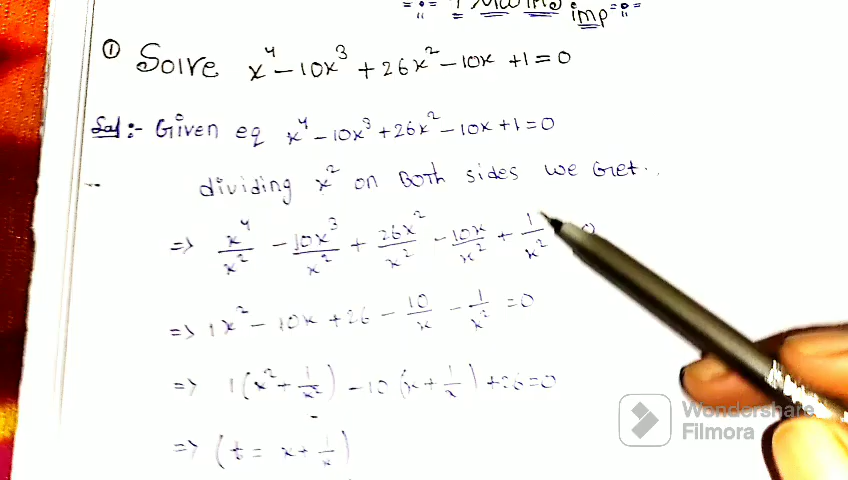 imp
① Solve x⁴ – 10x³ + 26x² – 10x + 1 = 0
Sol :- Given eq x⁴ – 10x³ + 26x² – 10x + 1 = 0
dividing x² on Both sides we Get.
=> x⁴/x² – 10x³/x² + 26x²/x² – 10x/x² + 1/x² 0
=> 1x² – 10x + 26 – 10/x – 1/x² = 0
=> 1(x² + 1/x²) – 10(x + 1/x) + 26 = 0
=> (t = x + 1/x)
Wondershare
Filmora